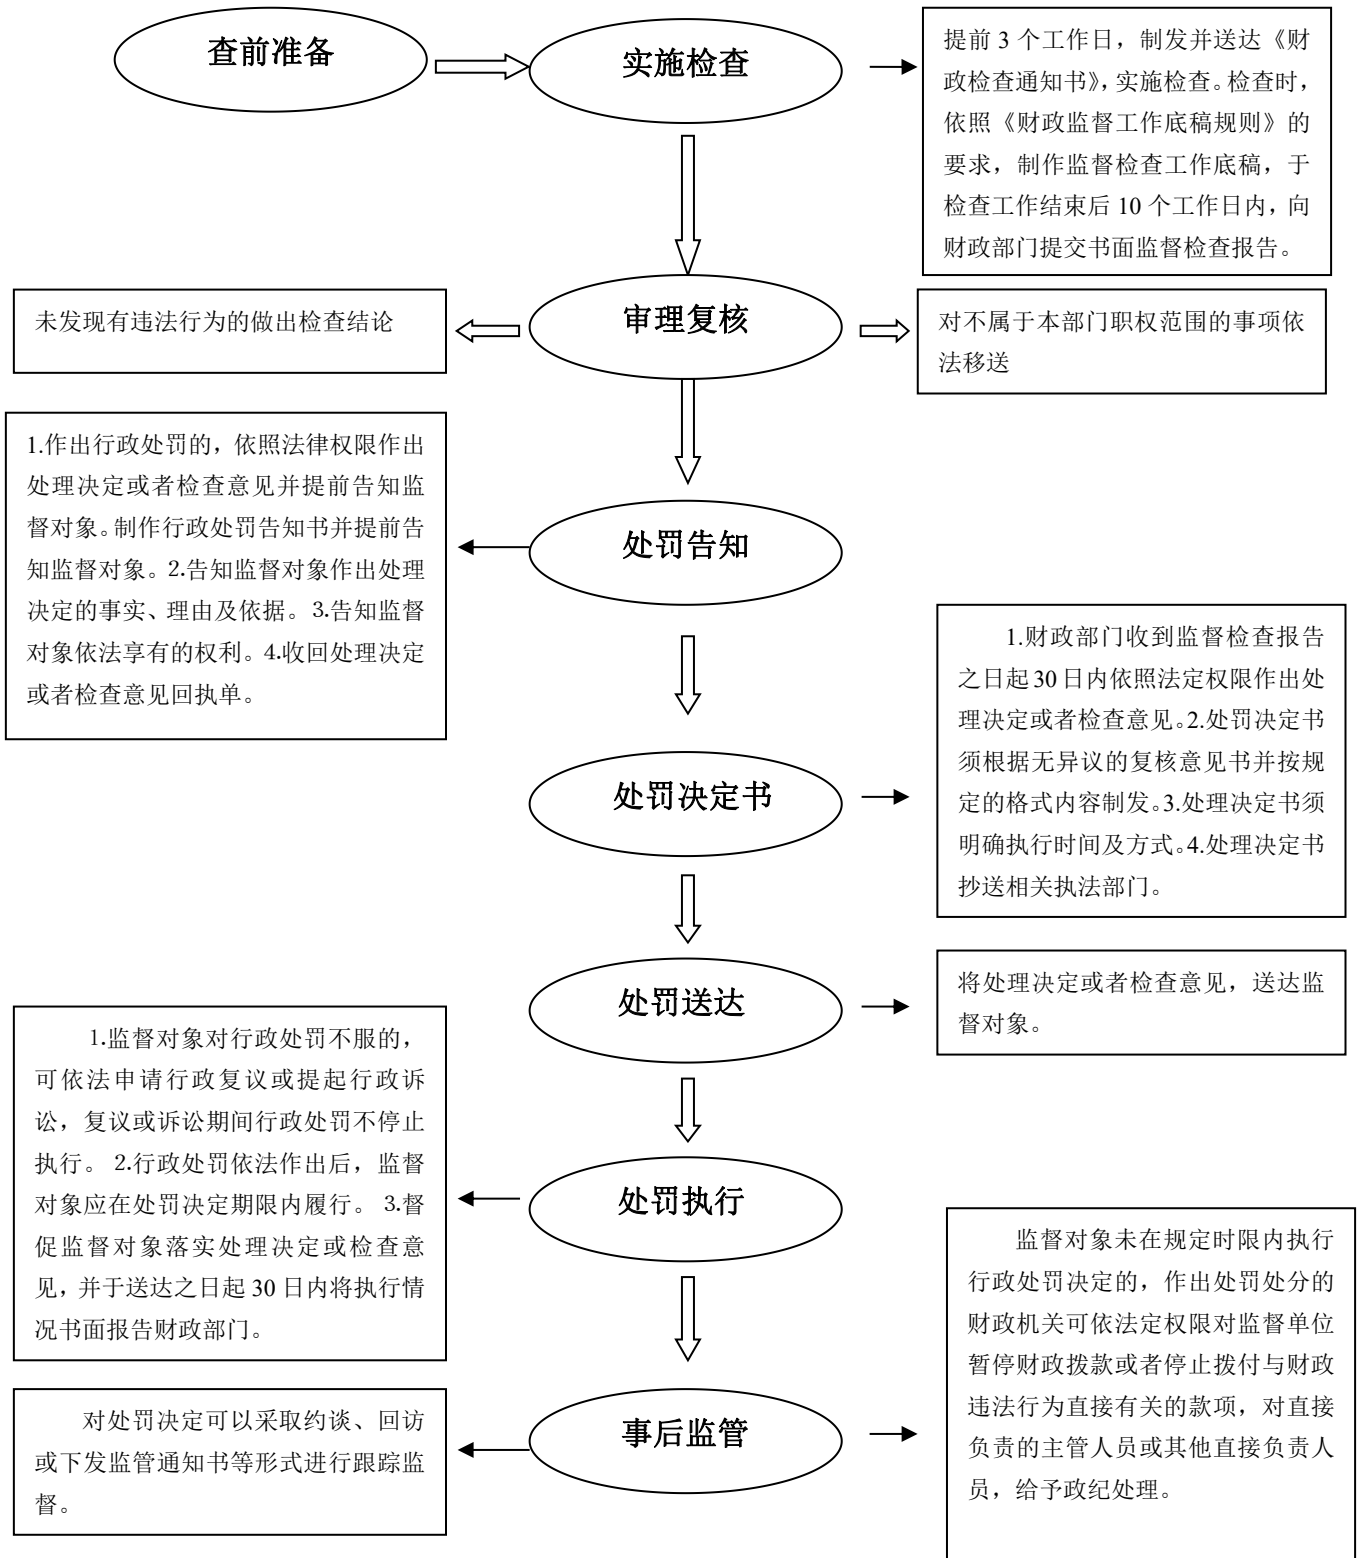 查前准备
实施检查
提前 3 个工作日，制发并送达《财
政检查通知书》，实施检查。检查时，
依照《财政监督工作底稿规则》的
要求，制作监督检查工作底稿，于
检查工作结束后 10 个工作日内，向
财政部门提交书面监督检查报告。
未发现有违法行为的做出检查结论
审理复核
对不属于本部门职权范围的事项依
法移送
1.作出行政处罚的，依照法律权限作出
处理决定或者检查意见并提前告知监
督对象。制作行政处罚告知书并提前告
知监督对象。2.告知监督对象作出处理
决定的事实、理由及依据。 3.告知监督
对象依法享有的权利。4.收回处理决定
或者检查意见回执单。
处罚告知
1.财政部门收到监督检查报告
之日起 30 日内依照法定权限作出处
理决定或者检查意见。2.处罚决定书
须根据无异议的复核意见书并按规
定的格式内容制发。3.处理决定书须
明确执行时间及方式。4.处理决定书
抄送相关执法部门。
处罚决定书
处罚送达
将处理决定或者检查意见，送达监
督对象。
1.监督对象对行政处罚不服的，
可依法申请行政复议或提起行政诉
讼，复议或诉讼期间行政处罚不停止
执行。 2.行政处罚依法作出后，监督
对象应在处罚决定期限内履行。 3.督
促监督对象落实处理决定或检查意
见，并于送达之日起 30 日内将执行情
况书面报告财政部门。
处罚执行
监督对象未在规定时限内执行
行政处罚决定的，作出处罚处分的
财政机关可依法定权限对监督单位
暂停财政拨款或者停止拨付与财政
违法行为直接有关的款项，对直接
负责的主管人员或其他直接负责人
员，给予政纪处理。
对处罚决定可以采取约谈、回访
或下发监管通知书等形式进行跟踪监
督。
事后监管